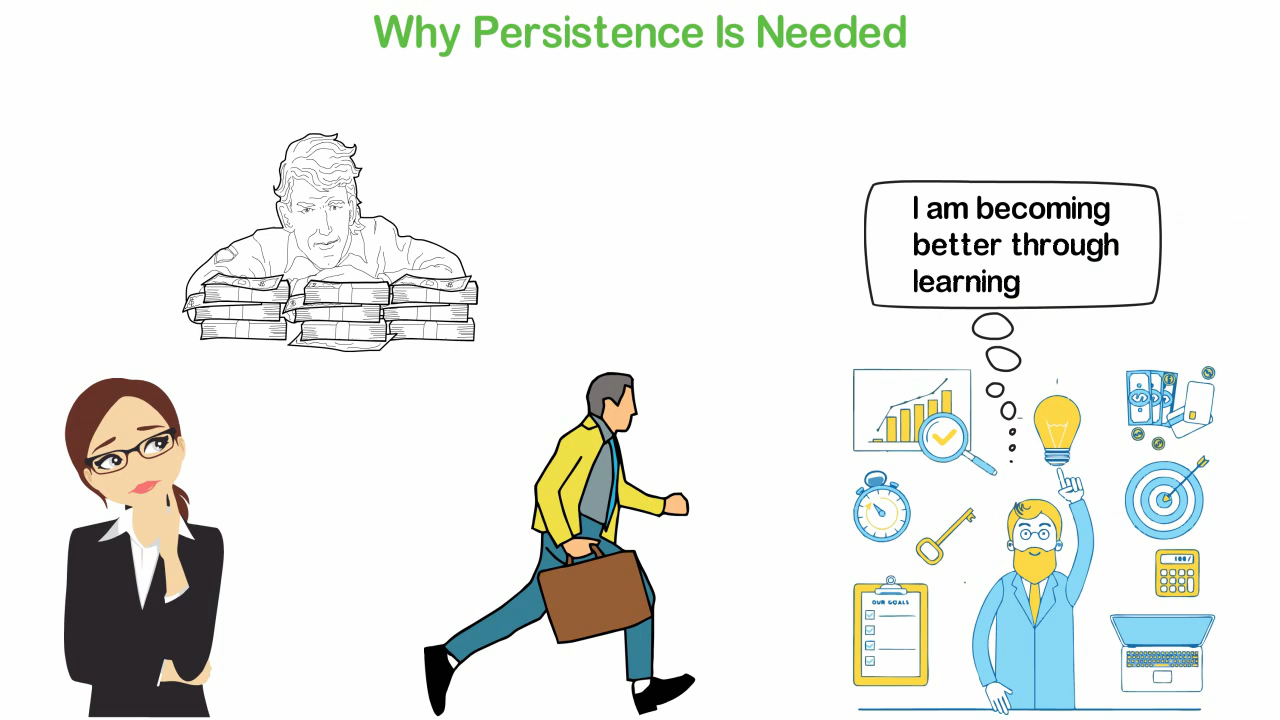 Why Persistence Is Needed
I am becoming
better through
learning
OUR GOALS